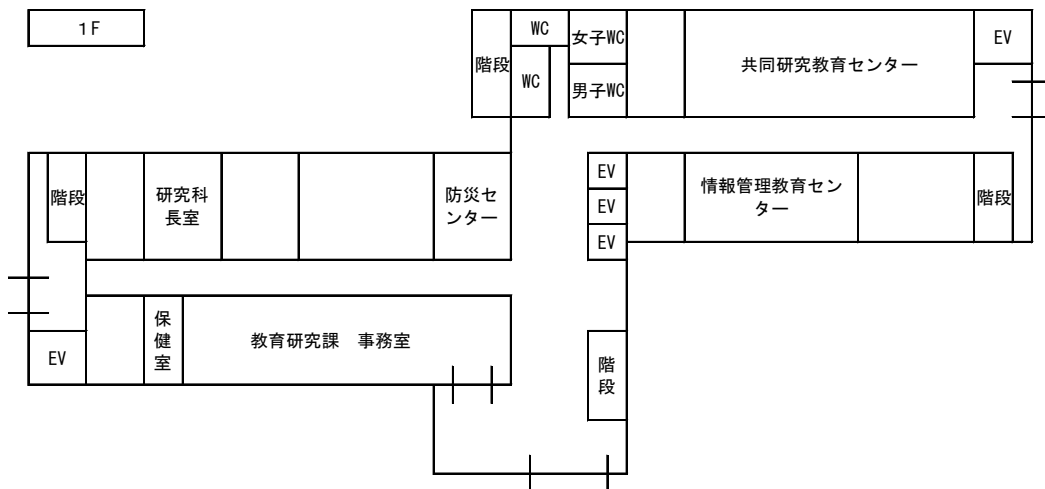 1F
WC
女子WC
EV
階段
共同研究教育センター
WC
男子WC
EV
階段
研究科
長室
防災セ
ンター
情報管理教育セン
ター
階段
EV
EV
保
健
室
教育研究課　事務室
EV
階
段